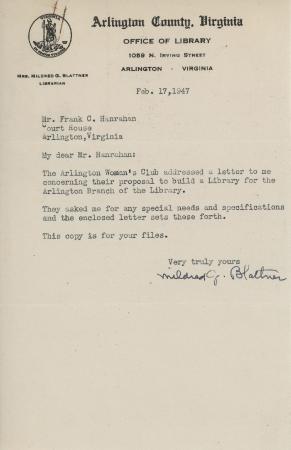 Arlington County, Virginia
OFFICE OF LIBRARY
1059 N. IRVING STREET
ARLINGTON - VIRGINIA
MRS. MILDRED G. BLATTNER
LIBRARIAN
Feb. 17,1947
Mr. Frank C. Hanrahan
Court House
Arlington,Virginia
My dear Mr. Hanrahan:
The Arlington Woman's Club addressed a letter to me
concerning their proposal to build a Library for the
Arlington Branch of the Library.
They asked me for any special needs and specifications
and the enclosed letter sets these forth.
This copy is for your files.
Very truly yours
Mildred G. Blattner